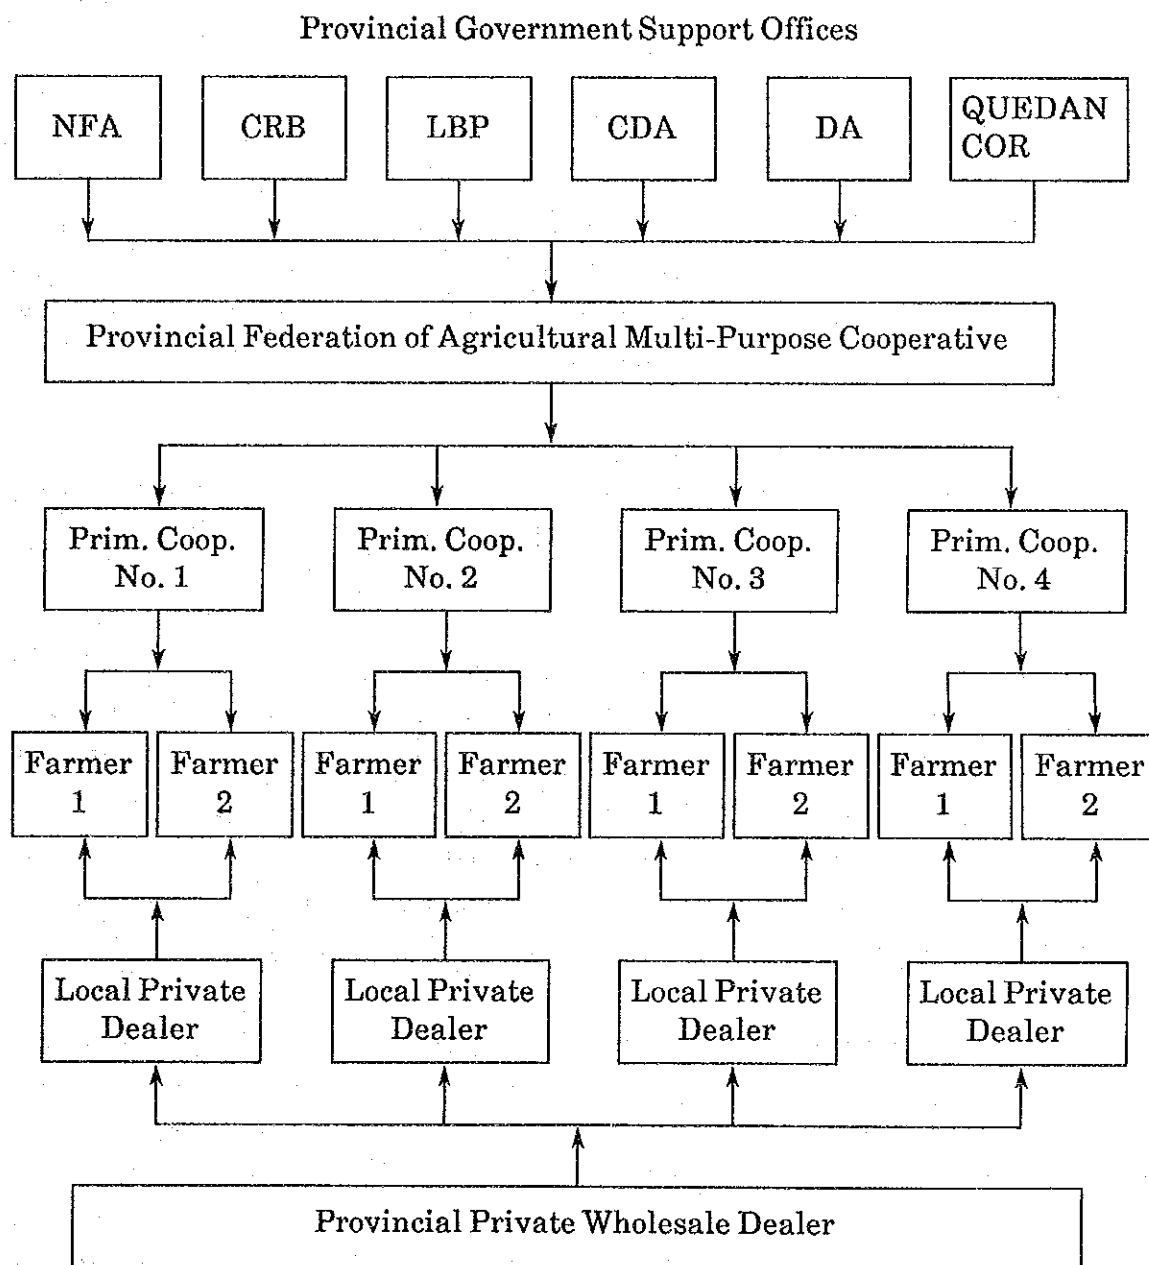 Provincial Government Support Offices
NFA
CRB
LBP
CDA
DA
QUEDAN
COR
Provincial Federation of Agricultural Multi-Purpose Cooperative
Prim. Coop.
No. 1
Prim. Coop.
No. 2
Prim. Coop.
No. 3
Prim. Coop.
No. 4
Farmer
1
Farmer
2
Farmer
1
Farmer
2
Farmer
1
Farmer
2
Farmer
1
Farmer
2
Local Private
Dealer
Local Private
Dealer
Local Private
Dealer
Local Private
Dealer
Provincial Private Wholesale Dealer